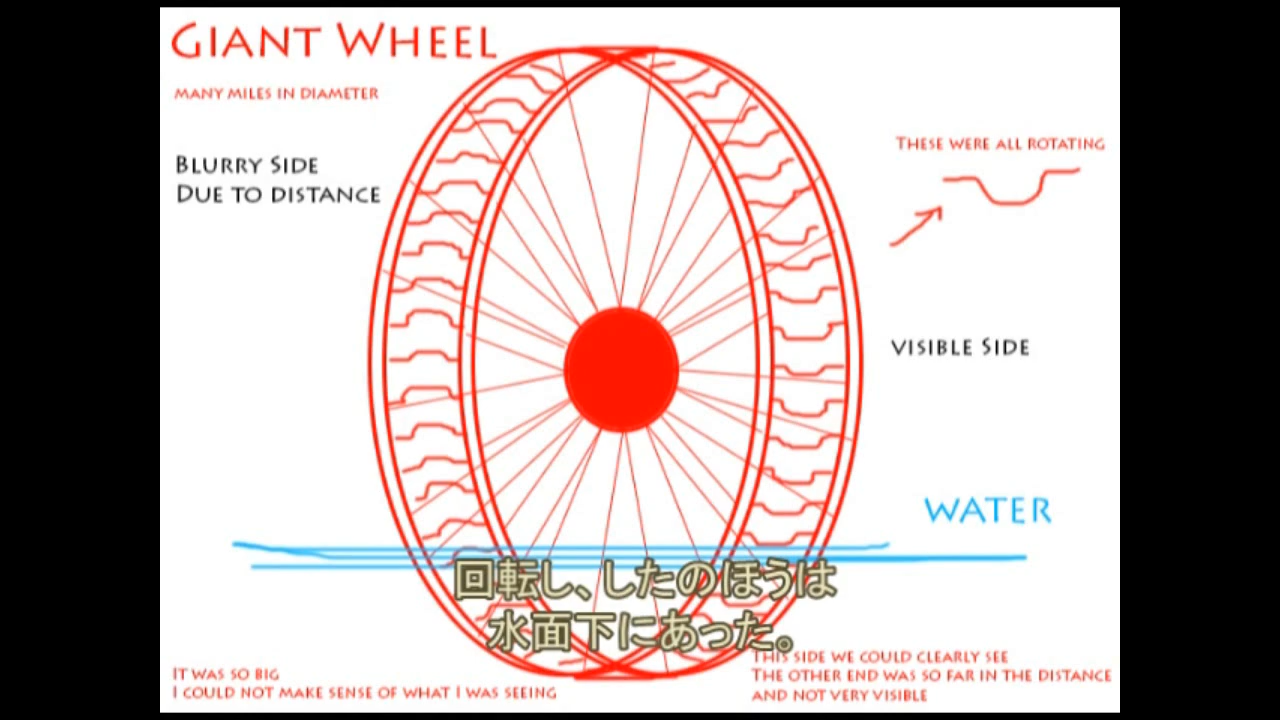 GIANT WHEEL
MANY MILES IN DIAMETER
BLURRY SIDE
DUE TO DISTANCE
THESE WERE ALL ROTATING
VISIBLE SIDE
WATER
回転し、したのほうは
水面下にあった。
IT WAS SO BIG
I COULD NOT MAKE SENSE OF WHAT I WAS SEEING
THIS SIDE WE COULD CLEARLY SEE
THE OTHER END WAS SO FAR IN THE DISTANCE
AND NOT VERY VISIBLE